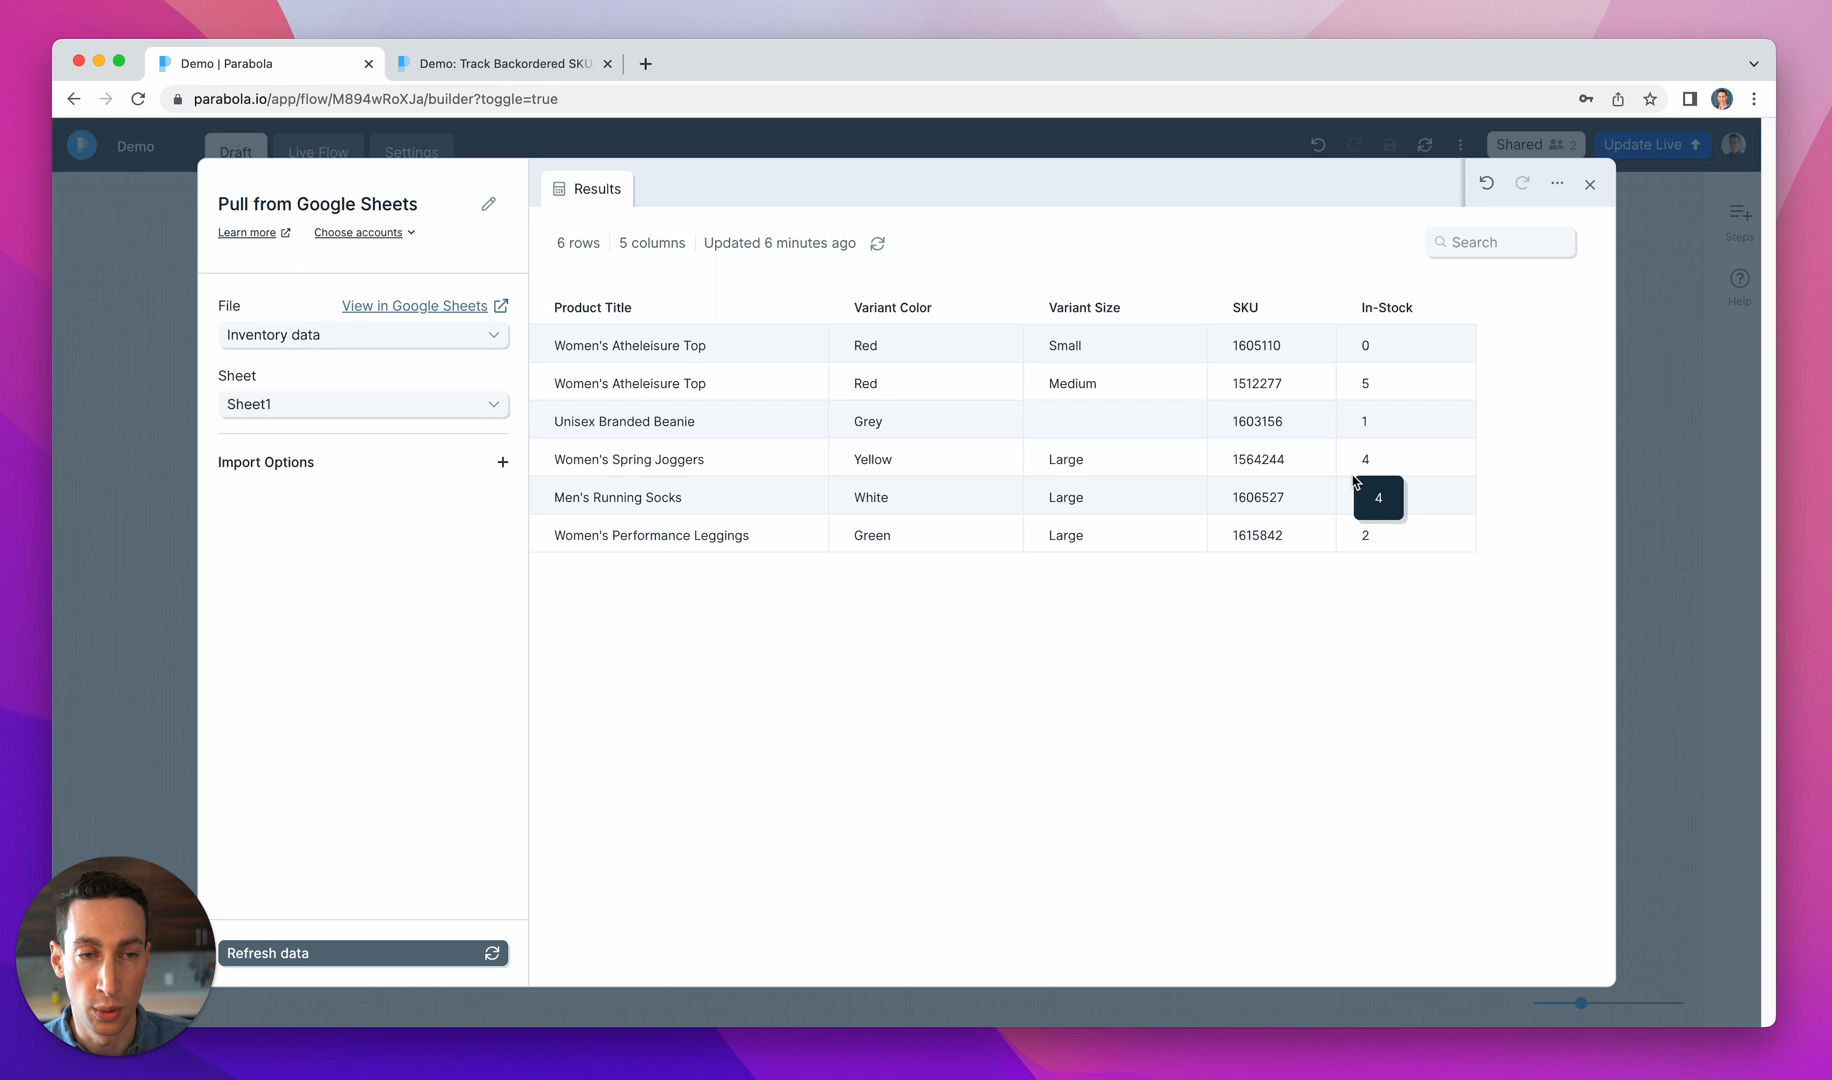 Demo | Parabola
Demo: Track Backordered SKU
parabola.io/app/flow/M894wRoXJa/builder?toggle=true
Demo
Draft
Live Flow
Settings
Shared 2
Update Live
Pull from Google Sheets
Learn more
Choose accounts
Results
6 rows
5 columns
Updated 6 minutes ago
Search
Steps
Help
File
View in Google Sheets
Inventory data
Sheet
Sheet1
Import Options
Product Title Variant Color Variant Size SKU In-Stock
Women's Atheleisure Top Red Small 1605110 0
Women's Atheleisure Top Red Medium 1512277 5
Unisex Branded Beanie Grey 1603156 1
Women's Spring Joggers Yellow Large 1564244 4
Men's Running Socks White Large 1606527 4
Women's Performance Leggings Green Large 1615842 2
Refresh data